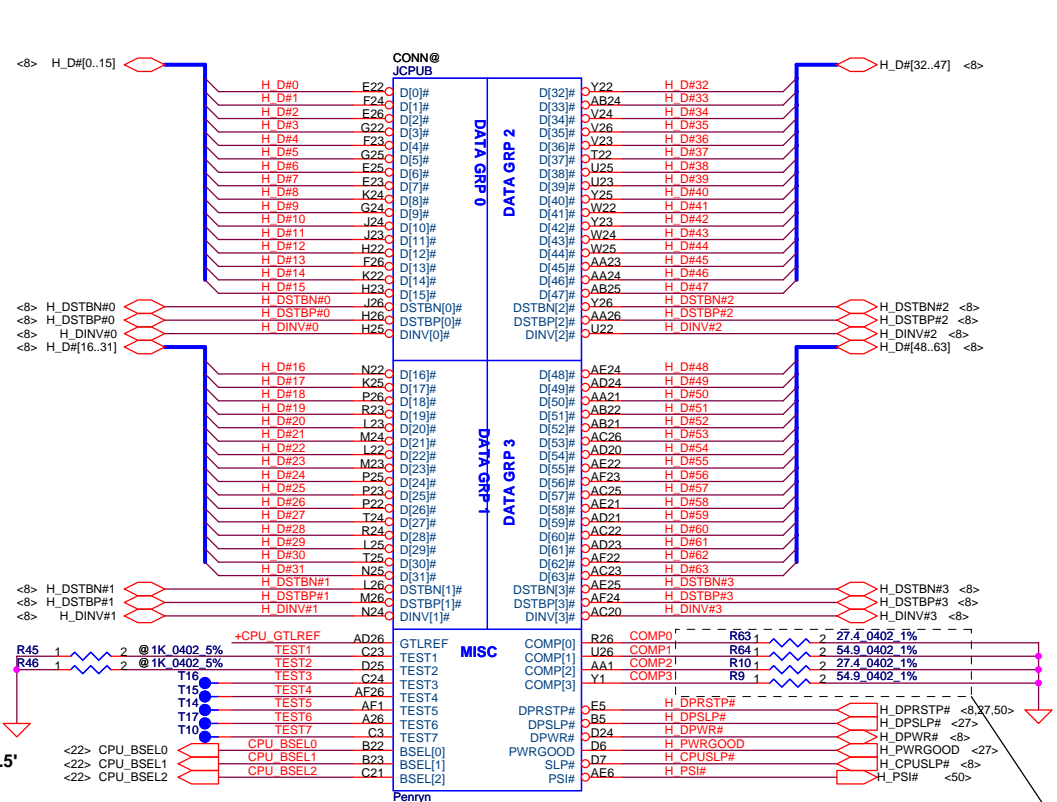 CONN@
JCPUB
<8> H_D#[0..15] H_D#[32..47] <8>
H_D#0 E22 D[0]# D[32]# Y22 H_D#32
H_D#1 F24 D[1]# D[33]# AB24 H_D#33
H_D#2 E26 D[2]# D[34]# V24 H_D#34
H_D#3 G22 D[3]# D[35]# V26 H_D#35
H_D#4 F23 D[4]# D[36]# V23 H_D#36
H_D#5 G25 D[5]# D[37]# T22 H_D#37
H_D#6 E25 D[6]# D[38]# U25 H_D#38
H_D#7 E23 D[7]# D[39]# U23 H_D#39
H_D#8 K24 D[8]# D[40]# Y25 H_D#40
H_D#9 G24 D[9]# D[41]# W22 H_D#41
H_D#10 J24 D[10]# D[42]# Y23 H_D#42
H_D#11 J23 D[11]# D[43]# W24 H_D#43
H_D#12 H22 D[12]# D[44]# W25 H_D#44
H_D#13 F26 D[13]# D[45]# AA23 H_D#45
H_D#14 K22 D[14]# D[46]# AA24 H_D#46
H_D#15 H23 D[15]# D[47]# AB25 H_D#47
DATA GRP 0
DATA GRP 2
<8> H_DSTBN#0 H_DSTBN#0 J26 DSTBN[0]# DSTBN[2]# Y26 H_DSTBN#2 H_DSTBN#2 <8>
<8> H_DSTBP#0 H_DSTBP#0 H26 DSTBP[0]# DSTBP[2]# AA26 H_DSTBP#2 H_DSTBP#2 <8>
<8> H_DINV#0 H_DINV#0 H25 DINV[0]# DINV[2]# U22 H_DINV#2 H_DINV#2 <8>
<8> H_D#[16..31] H_D#[48..63] <8>
H_D#16 N22 D[16]# D[48]# AE24 H_D#48
H_D#17 K25 D[17]# D[49]# AD24 H_D#49
H_D#18 P26 D[18]# D[50]# AA21 H_D#50
H_D#19 R23 D[19]# D[51]# AB22 H_D#51
H_D#20 L23 D[20]# D[52]# AB21 H_D#52
H_D#21 M24 D[21]# D[53]# AC26 H_D#53
H_D#22 L22 D[22]# D[54]# AD20 H_D#54
H_D#23 M23 D[23]# D[55]# AE22 H_D#55
H_D#24 P25 D[24]# D[56]# AF23 H_D#56
H_D#25 P23 D[25]# D[57]# AC25 H_D#57
H_D#26 P22 D[26]# D[58]# AE21 H_D#58
H_D#27 T24 D[27]# D[59]# AD21 H_D#59
H_D#28 R24 D[28]# D[60]# AC22 H_D#60
H_D#29 L25 D[29]# D[61]# AD23 H_D#61
H_D#30 T25 D[30]# D[62]# AF22 H_D#62
H_D#31 N25 D[31]# D[63]# AC23 H_D#63
DATA GRP 1
DATA GRP 3
<8> H_DSTBN#1 H_DSTBN#1 L26 DSTBN[1]# DSTBN[3]# AE25 H_DSTBN#3 H_DSTBN#3 <8>
<8> H_DSTBP#1 H_DSTBP#1 M26 DSTBP[1]# DSTBP[3]# AF24 H_DSTBP#3 H_DSTBP#3 <8>
<8> H_DINV#1 H_DINV#1 N24 DINV[1]# DINV[3]# AC20 H_DINV#3 H_DINV#3 <8>
+CPU_GTLREF AD26 GTLREF MISC COMP[0] R26 COMP0 R63 1 2 27.4_0402_1%
R45 1 2 @1K_0402_5% TEST1 C23 TEST1 COMP[1] U26 COMP1 R64 1 2 54.9_0402_1%
R46 1 2 @1K_0402_5% TEST2 D25 TEST2 COMP[2] AA1 COMP2 R10 1 2 27.4_0402_1%
T16 TEST3 C24 TEST3 COMP[3] Y1 COMP3 R9 1 2 54.9_0402_1%
T15 TEST4 AF26 TEST4
T14 TEST5 AF1 TEST5 DPRSTP# E5 H_DPRSTP# H_DPRSTP# <8,27,50>
T17 TEST6 A26 TEST6 DPSLP# B5 H_DPSLP# H_DPSLP# <27>
T10 TEST7 C3 TEST7 DPWR# D24 H_DPWR# H_DPWR# <8>
<22> CPU_BSEL0 CPU_BSEL0 B22 BSEL[0] PWRGOOD D6 H_PWRGOOD H_PWRGOOD <27>
<22> CPU_BSEL1 CPU_BSEL1 B23 BSEL[1] SLP# D7 H_CPUSLP# H_CPUSLP# <8>
<22> CPU_BSEL2 CPU_BSEL2 C21 BSEL[2] PSI# AE6 H_PSI# H_PSI# <50>
.5'
Penryn